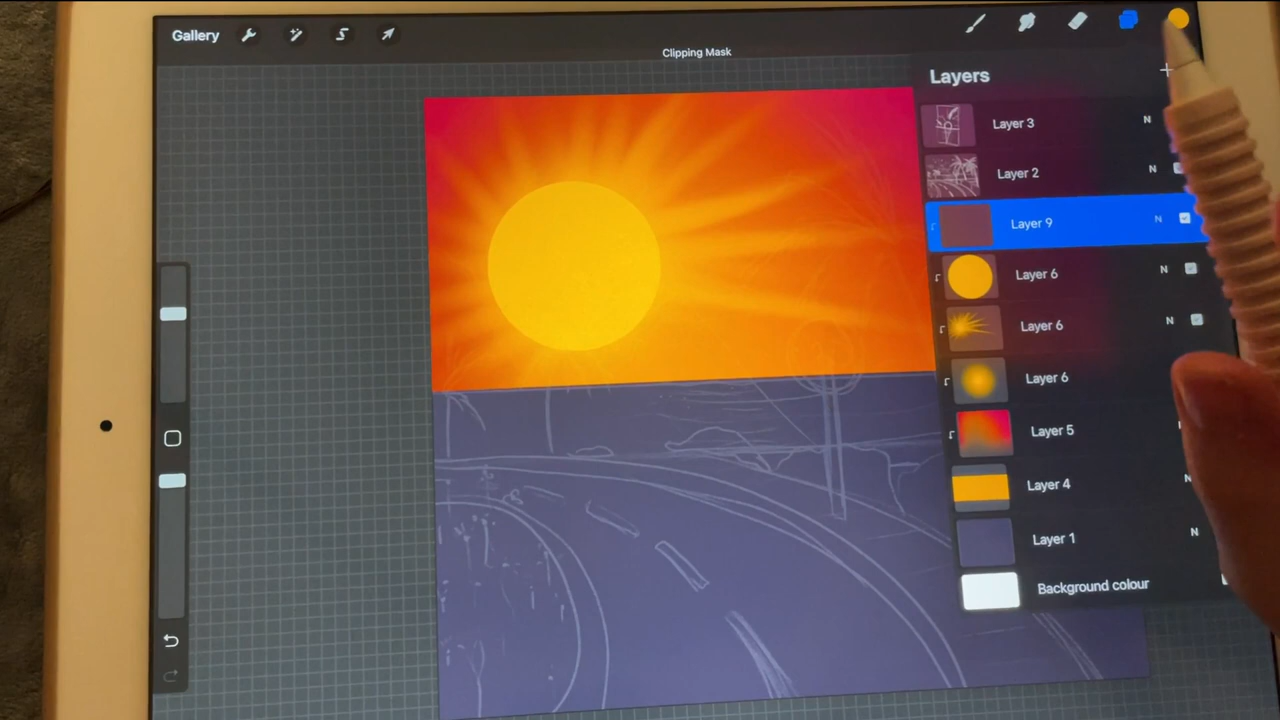 Gallery
Clipping Mask
Layers
Layer 3 N
Layer 2 N
Layer 9 N
Layer 6 N
Layer 6 N
Layer 6
Layer 5
Layer 4 N
Layer 1 N
Background colour